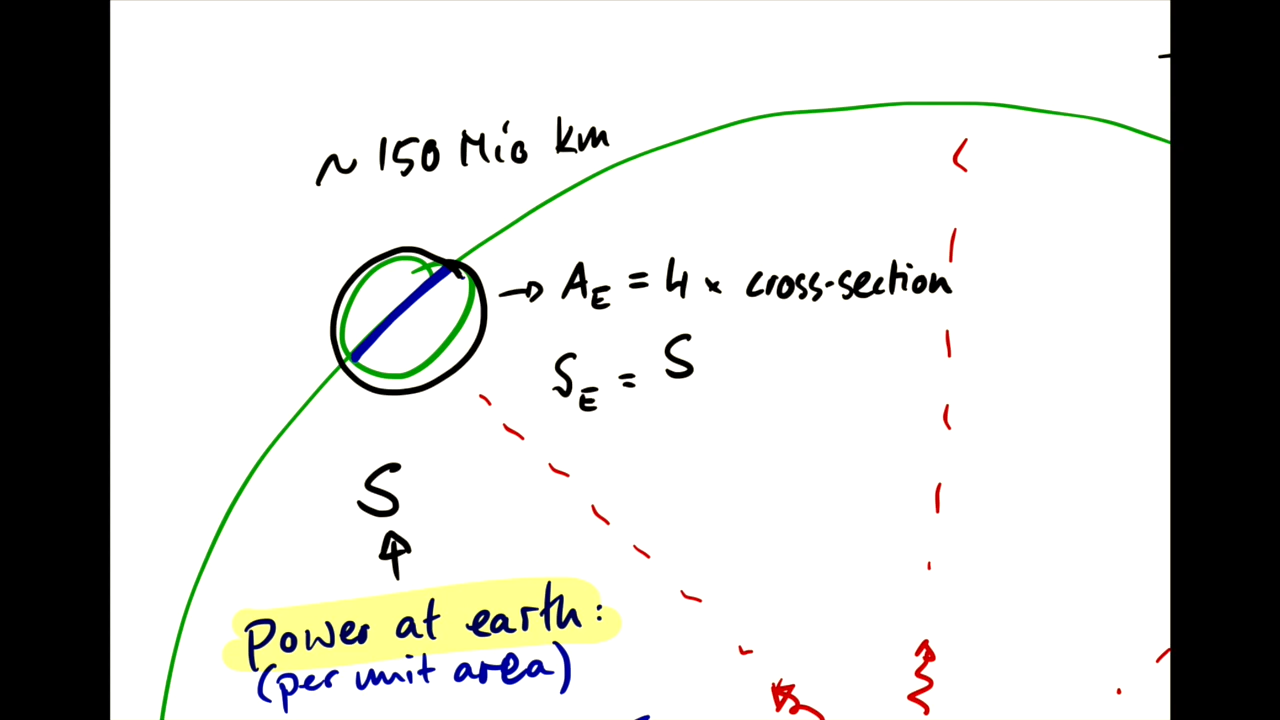 ~ 150 Mio km
→ A_E = 4 × cross-section
S_E = S
S
↑
Power at earth:
(per unit area)